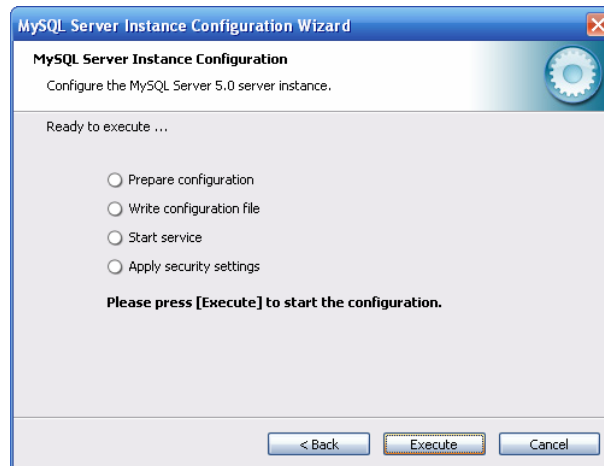 MySQL Server Instance Configuration Wizard
MySQL Server Instance Configuration
Configure the MySQL Server 5.0 server instance.
Ready to execute ...
Prepare configuration
Write configuration file
Start service
Apply security settings
Please press [Execute] to start the configuration.
< Back
Execute
Cancel